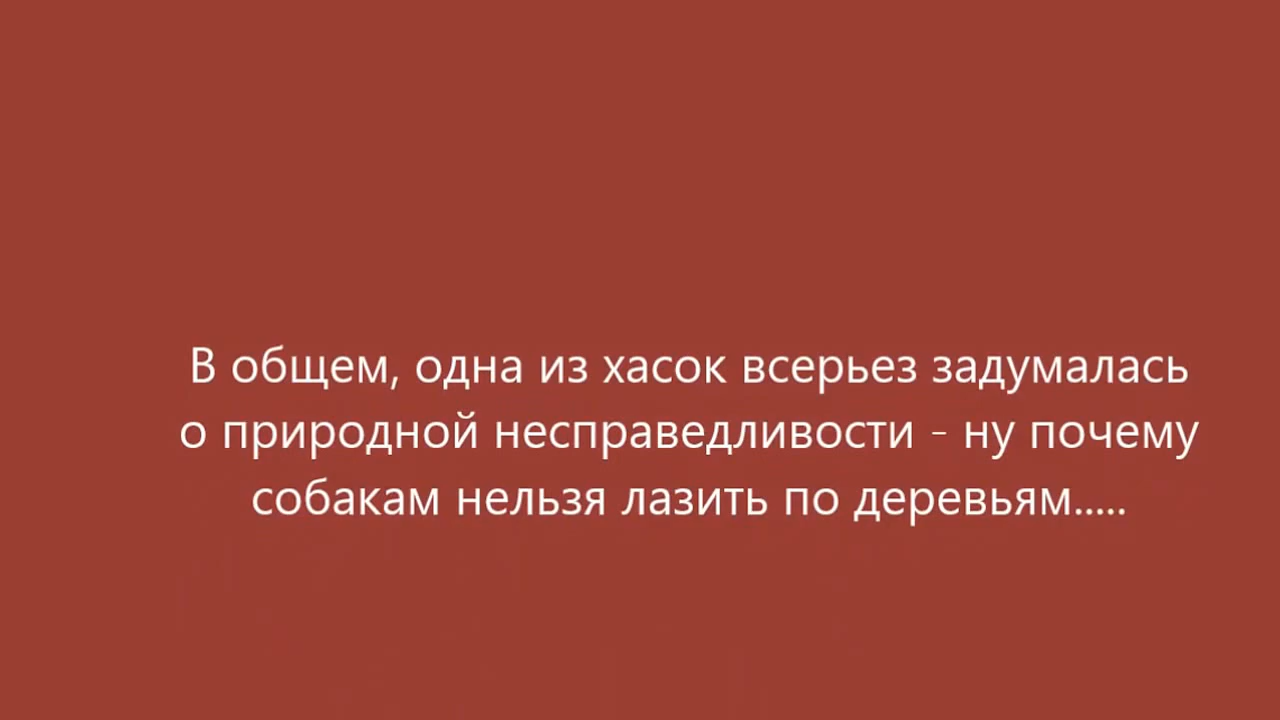 В общем, одна из хасок всерьез задумалась
о природной несправедливости - ну почему
собакам нельзя лазить по деревьям.....